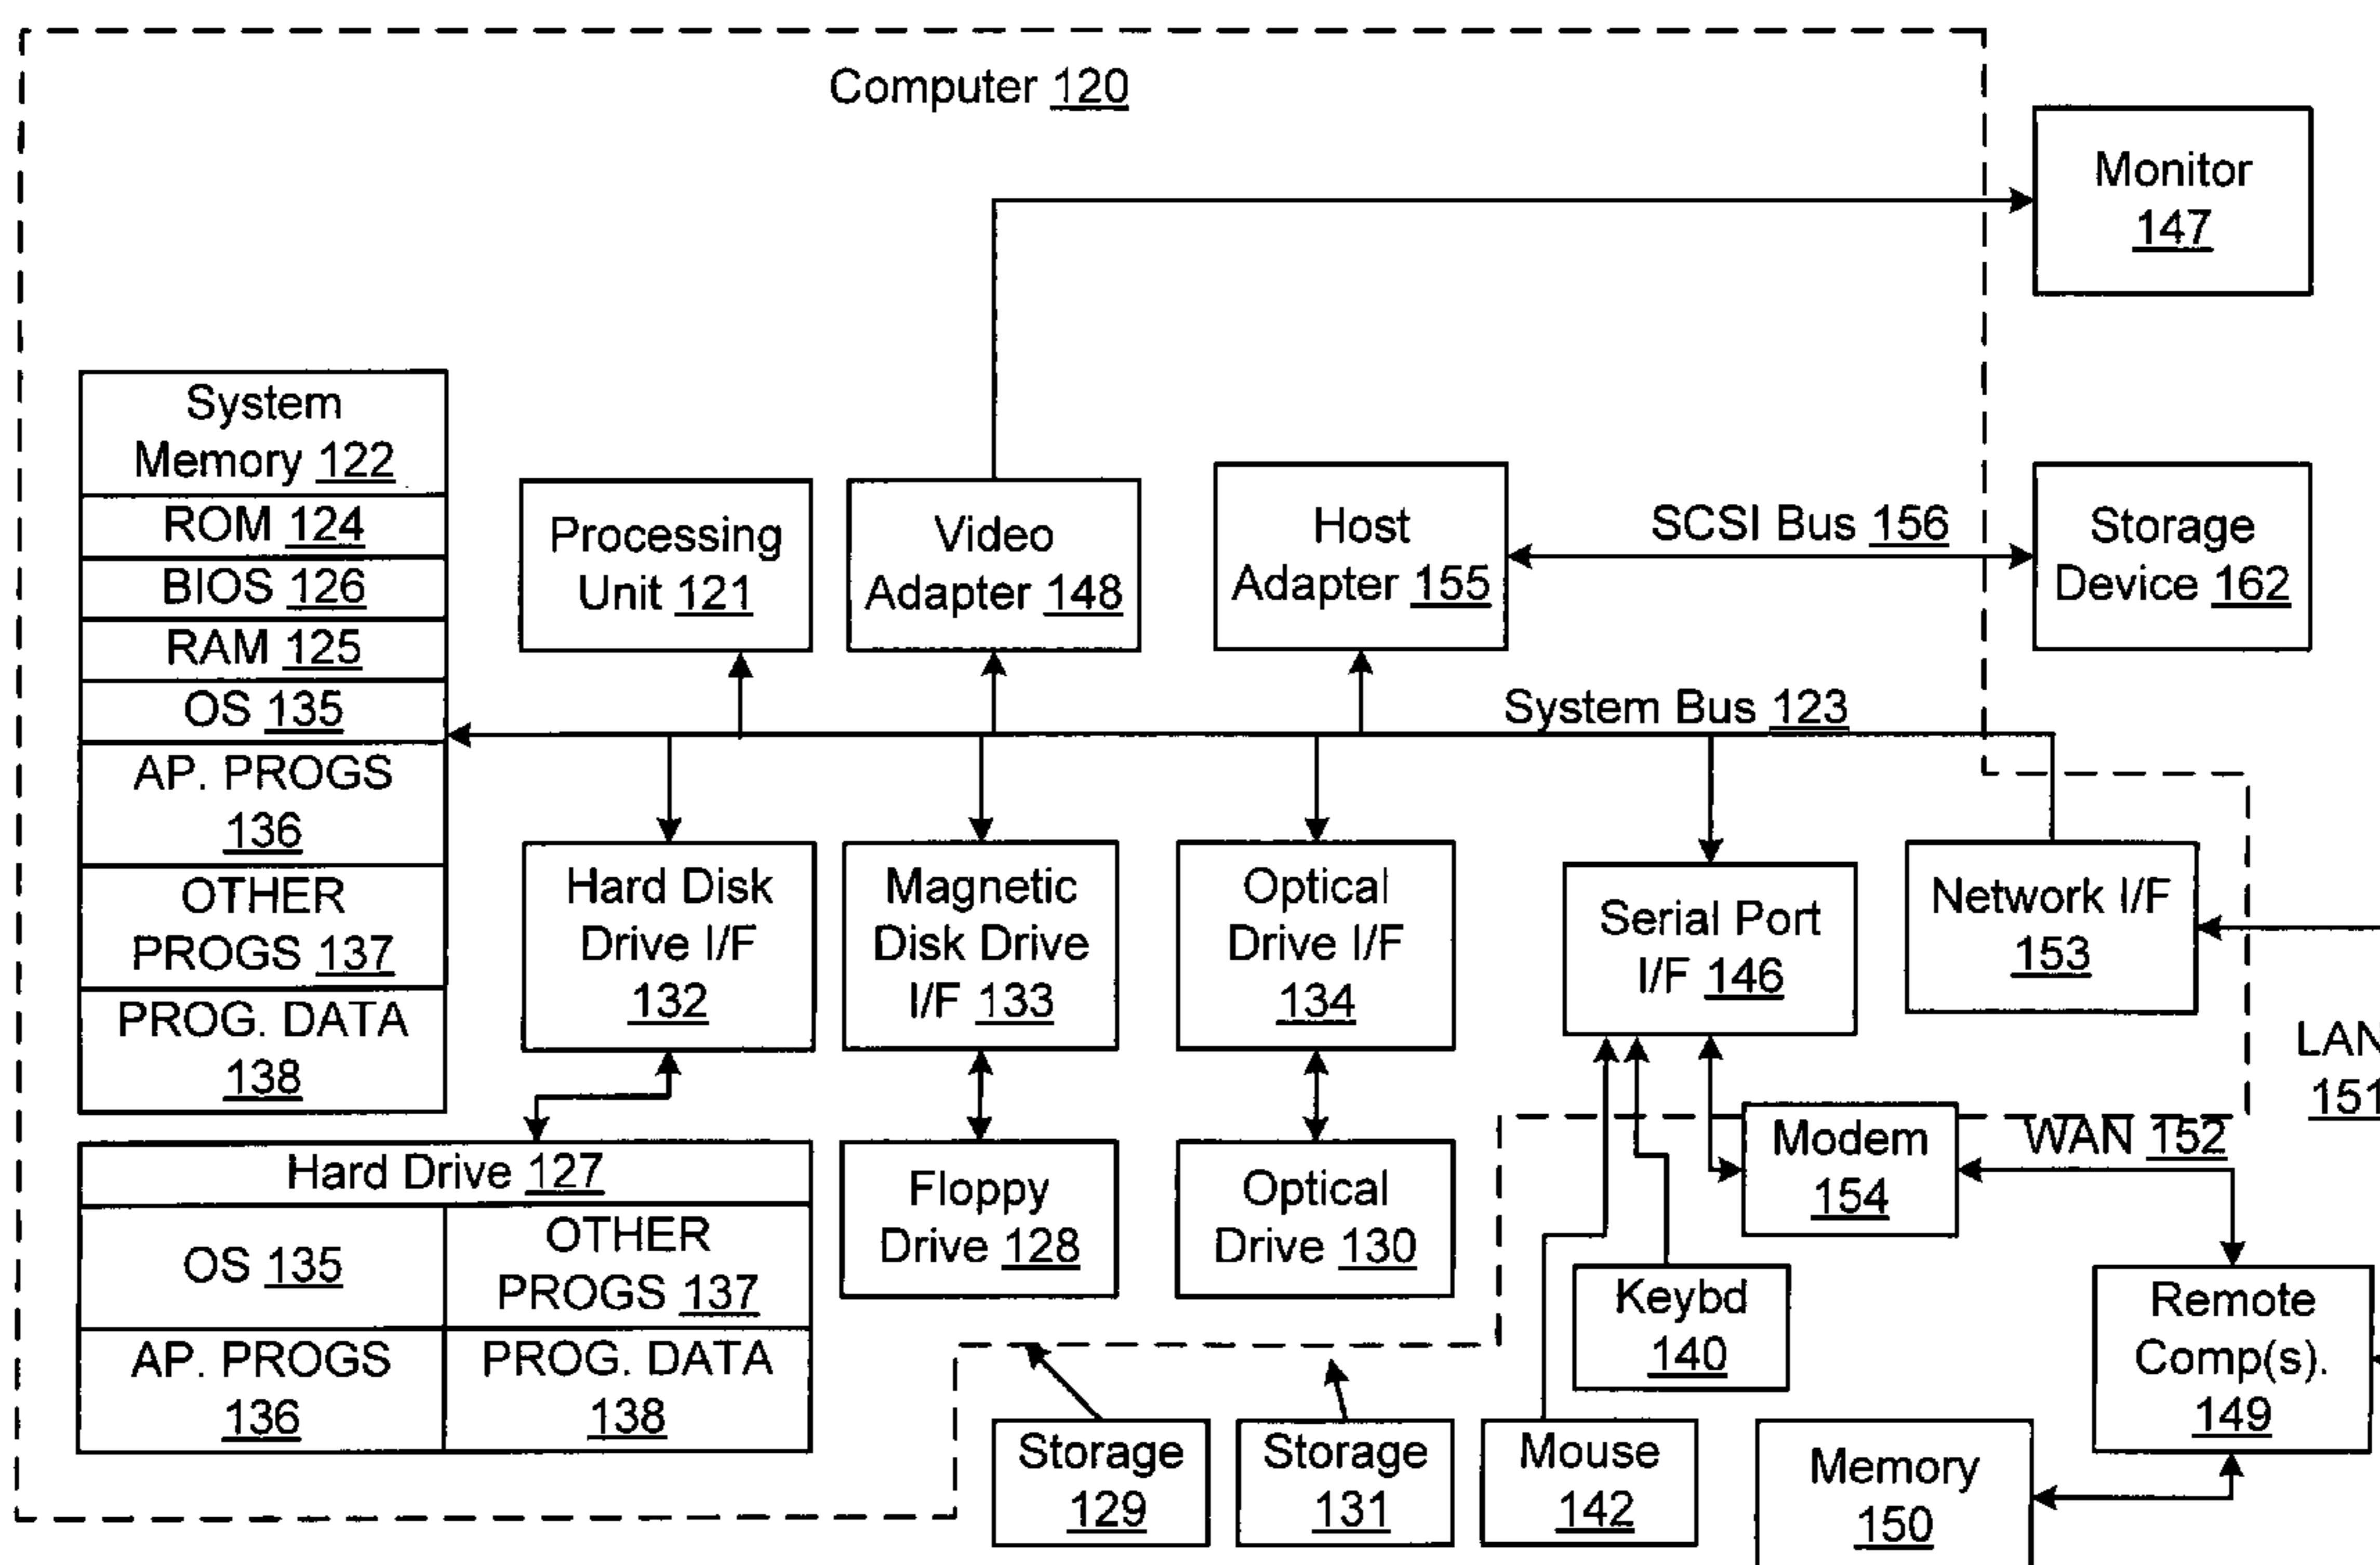 Computer 120
Monitor
147
System
Memory 122
ROM 124
BIOS 126
RAM 125
OS 135
AP. PROGS
136
OTHER
PROGS 137
PROG. DATA
138
Processing
Unit 121
Video
Adapter 148
Host
Adapter 155
SCSI Bus 156
Storage
Device 162
System Bus 123
Hard Disk
Drive I/F
132
Magnetic
Disk Drive
I/F 133
Optical
Drive I/F
134
Serial Port
I/F 146
Network I/F
153
LAN
151
Hard Drive 127
OS 135
OTHER
PROGS 137
AP. PROGS
136
PROG. DATA
138
Floppy
Drive 128
Optical
Drive 130
Modem
154
WAN 152
Keybd
140
Remote
Comp(s).
149
Storage
129
Storage
131
Mouse
142
Memory
150